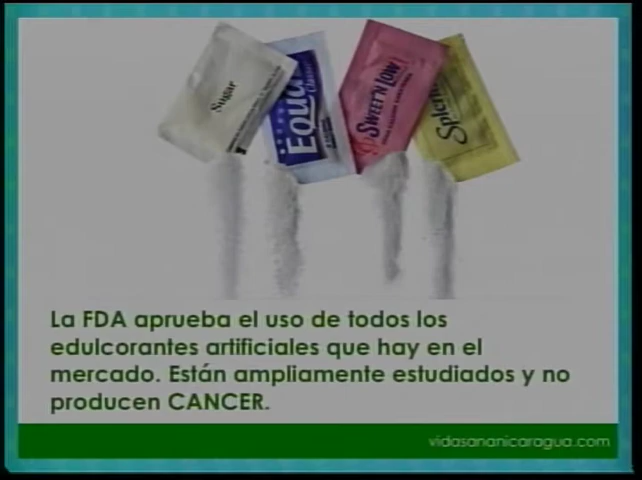 Sugar
Equal
Classic
SWEET'N LOW
Splenda
La FDA aprueba el uso de todos los
edulcorantes artificiales que hay en el
mercado. Están ampliamente estudiados y no
producen CANCER.
vidasananicaragua.com